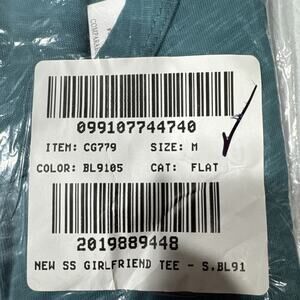 099107744740
ITEM: CG779 SIZE: M
COLOR: BL9105 CAT: FLAT
2019889448
NEW SS GIRLFRIEND TEE - S.BL91